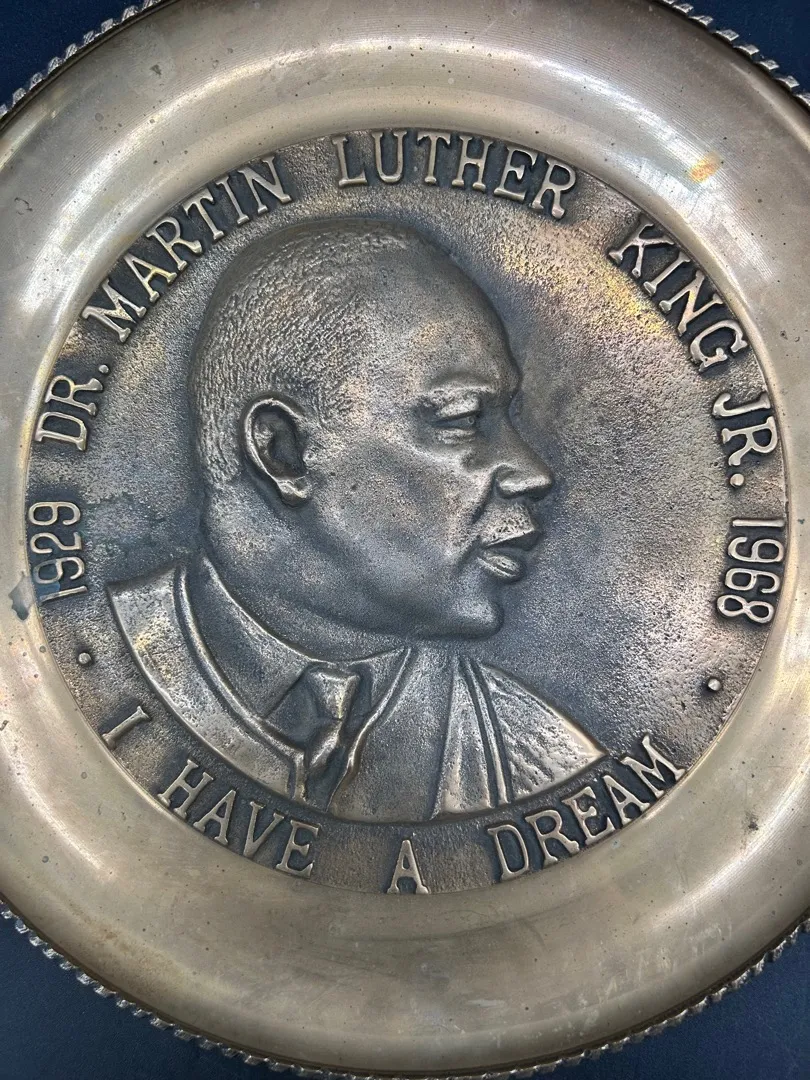 1929 DR. MARTIN LUTHER KING JR. 1968
I HAVE A DREAM